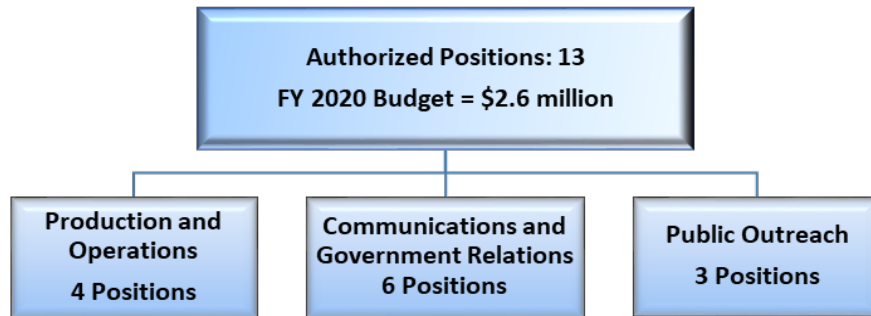 Authorized Positions: 13
FY 2020 Budget = $2.6 million
Production and
Operations
4 Positions
Communications and
Government Relations
6 Positions
Public Outreach
3 Positions